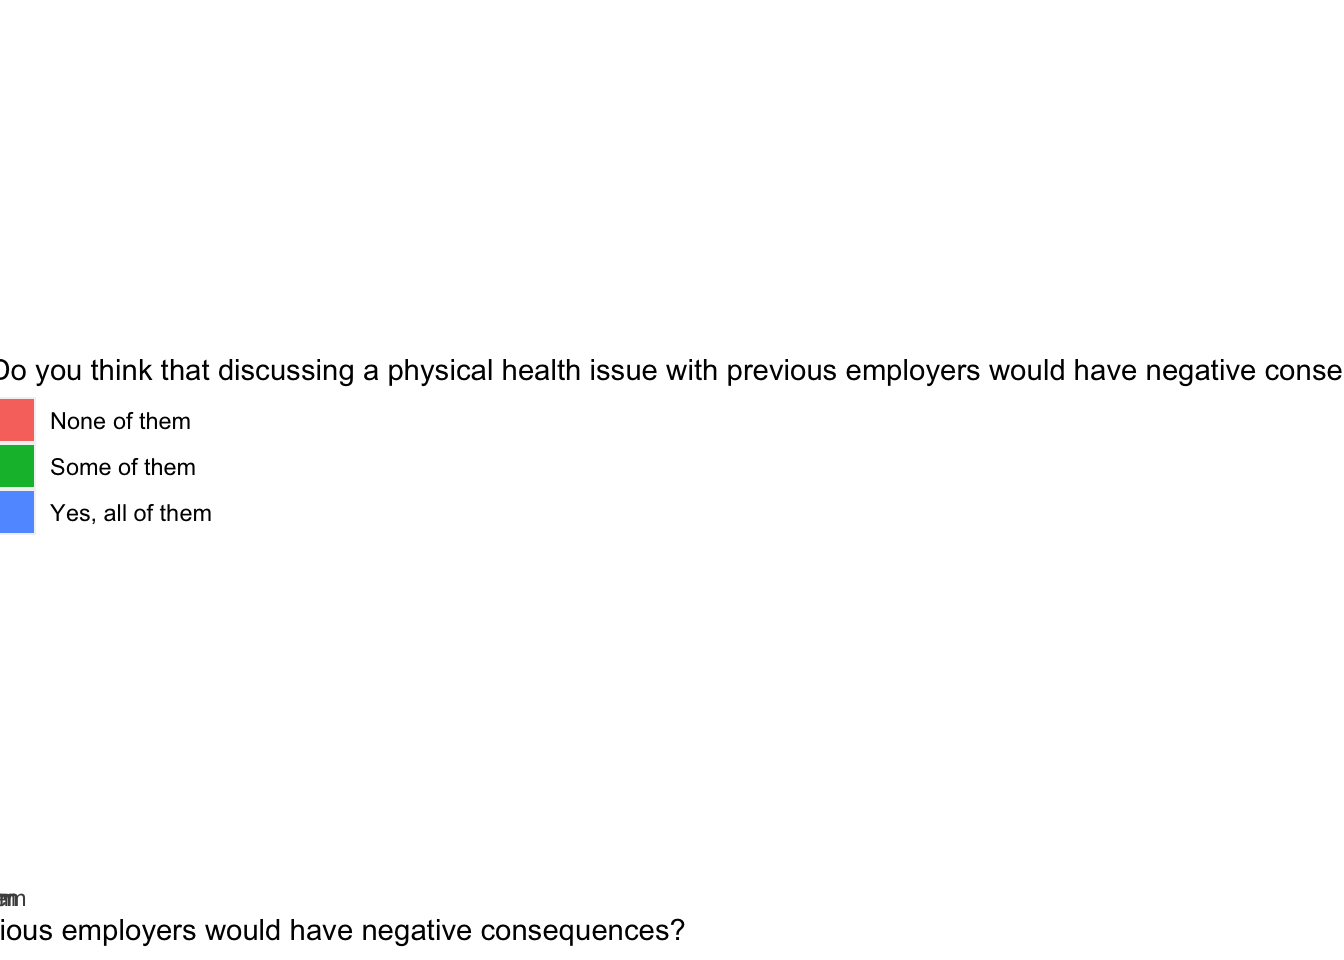 Do you think that discussing a physical health issue with previous employers would have negative conse
None of them
Some of them
Yes, all of them
ious employers would have negative consequences?